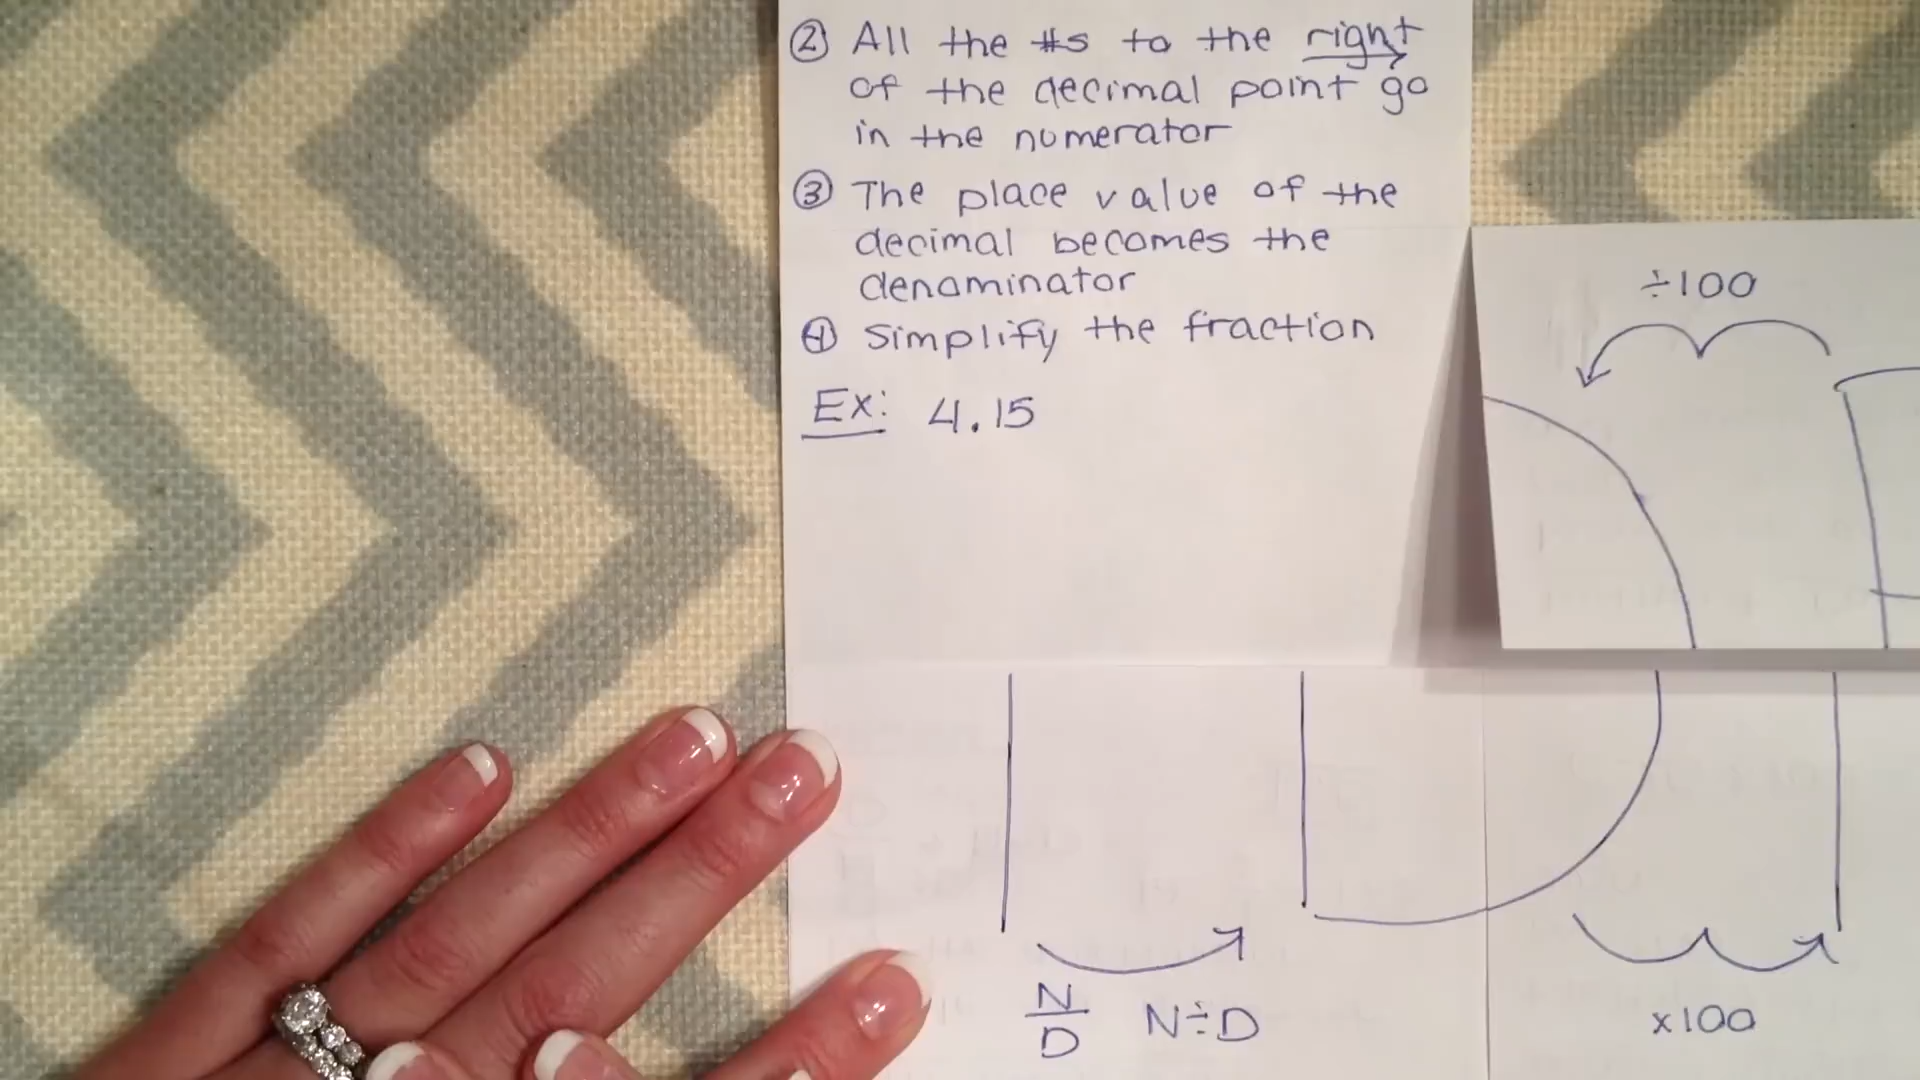 ② All the #s to the right
of the decimal point go
in the numerator
③ The place value of the
decimal becomes the
denominator
④ Simplify the fraction
Ex: 4.15
÷100
N
D
N÷D
x100